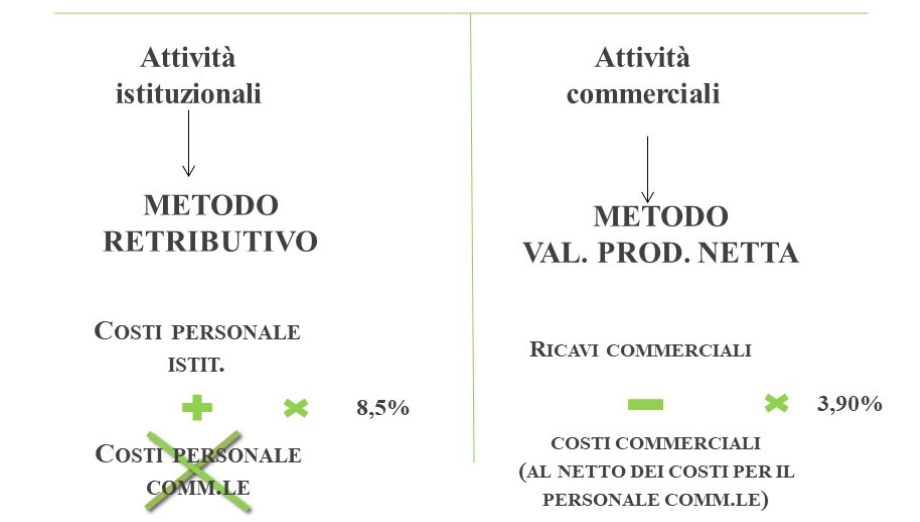 Attività
istituzionali
METODO
RETRIBUTIVO
COSTI PERSONALE
ISTIT.
8,5%
COSTI PERSONALE
COMM.LE
Attività
commerciali
METODO
VAL. PROD. NETTA
RICAVI COMMERCIALI
3,90%
COSTI COMMERCIALI
(AL NETTO DEI COSTI PER IL
PERSONALE COMM.LE)